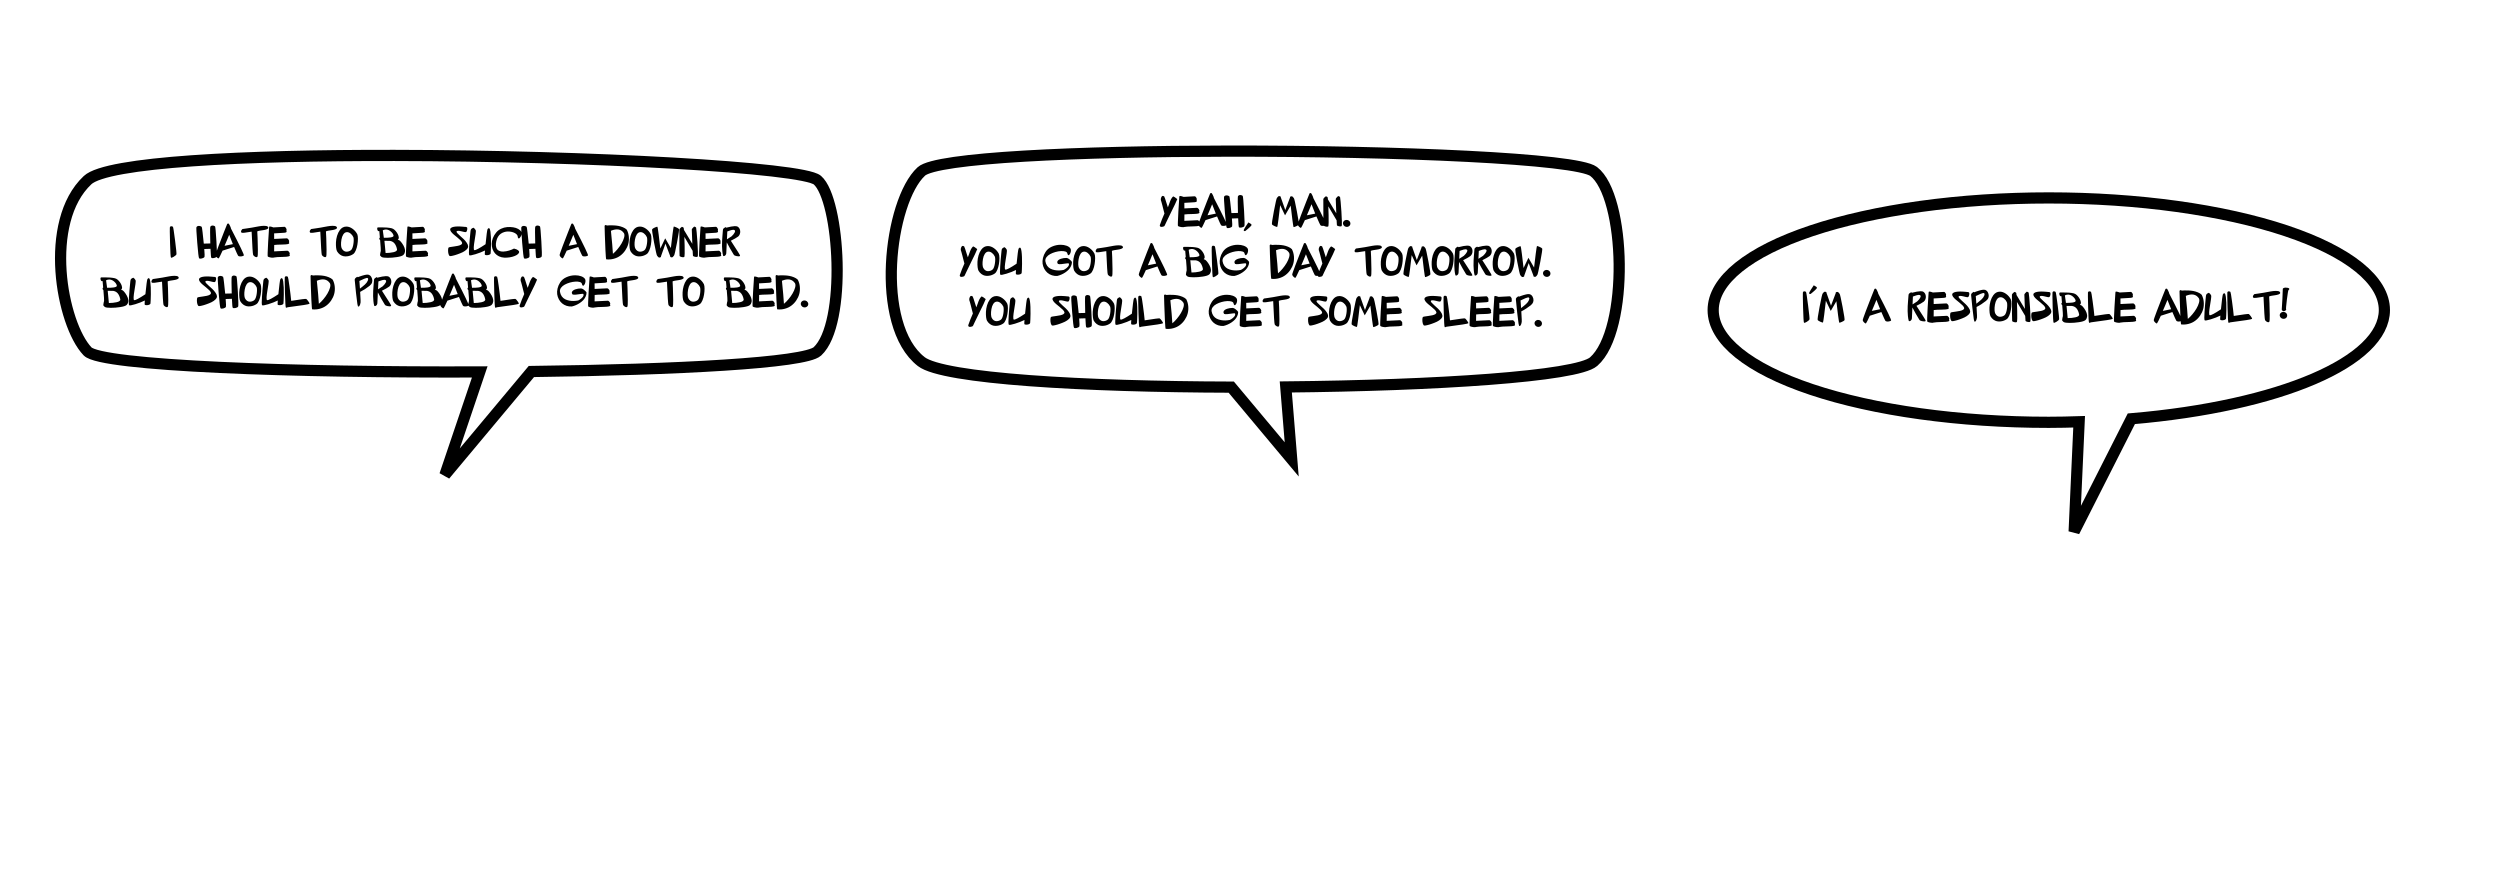 I HATE TO BE SUCH A DOWNER,
BUT I SHOULD PROBABLY GET TO BED.
YEAH, MAN.
YOU GOT A BIG DAY TOMORROW.
YOU SHOULD GET SOME SLEEP.
I'M A RESPONSIBLE ADULT!